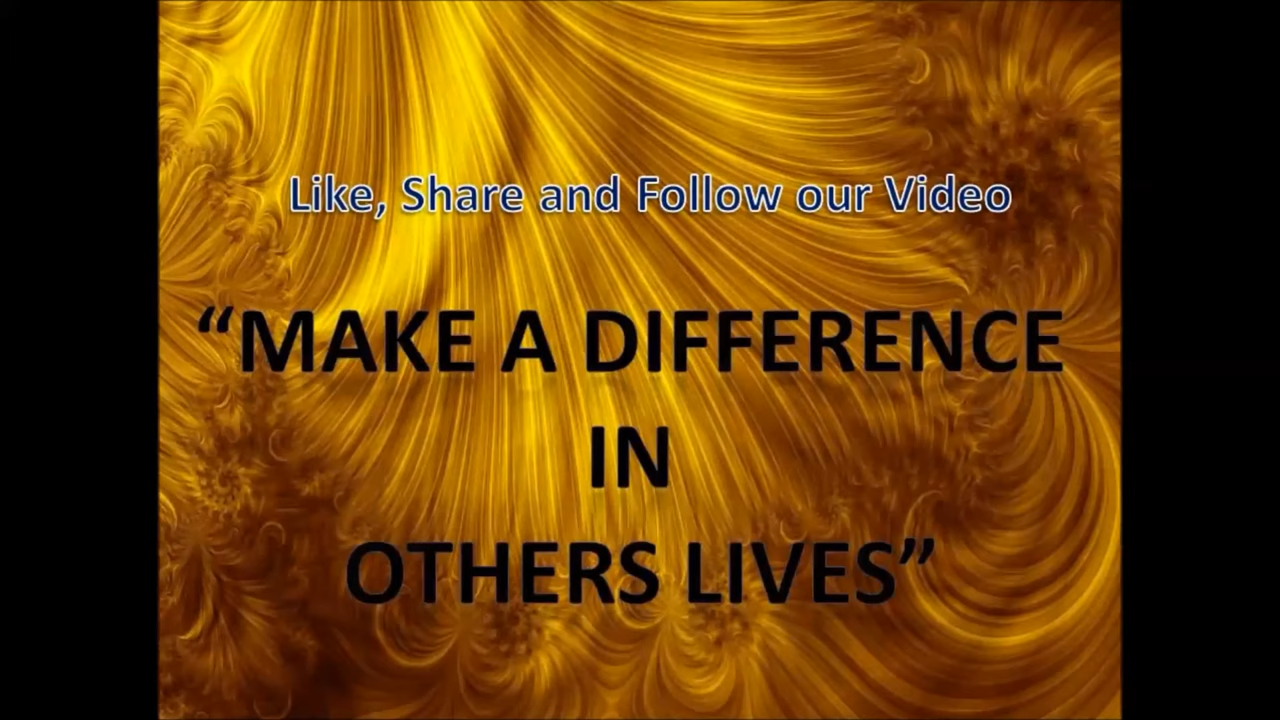 Like, Share and Follow our Video
“MAKE A DIFFERENCE
IN
OTHERS LIVES”